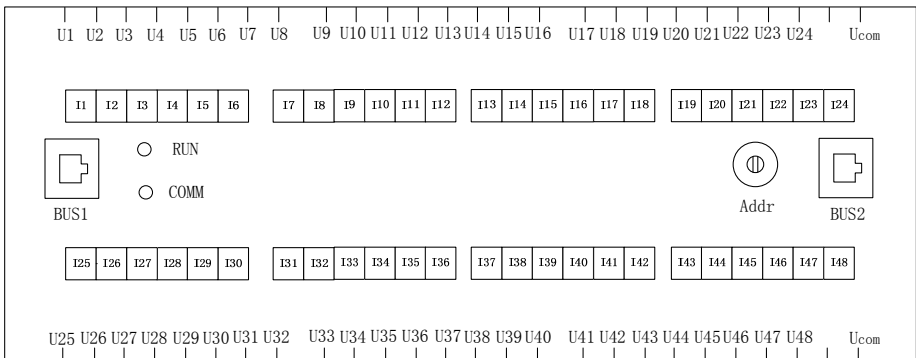 U1 U2 U3 U4 U5 U6 U7 U8 U9 U10 U11 U12 U13 U14 U15 U16 U17 U18 U19 U20 U21 U22 U23 U24 Ucom
I1 I2 I3 I4 I5 I6 I7 I8 I9 I10 I11 I12 I13 I14 I15 I16 I17 I18 I19 I20 I21 I22 I23 I24
RUN
COMM
BUS1 Addr BUS2
I25 I26 I27 I28 I29 I30 I31 I32 I33 I34 I35 I36 I37 I38 I39 I40 I41 I42 I43 I44 I45 I46 I47 I48
U25 U26 U27 U28 U29 U30 U31 U32 U33 U34 U35 U36 U37 U38 U39 U40 U41 U42 U43 U44 U45 U46 U47 U48 Ucom